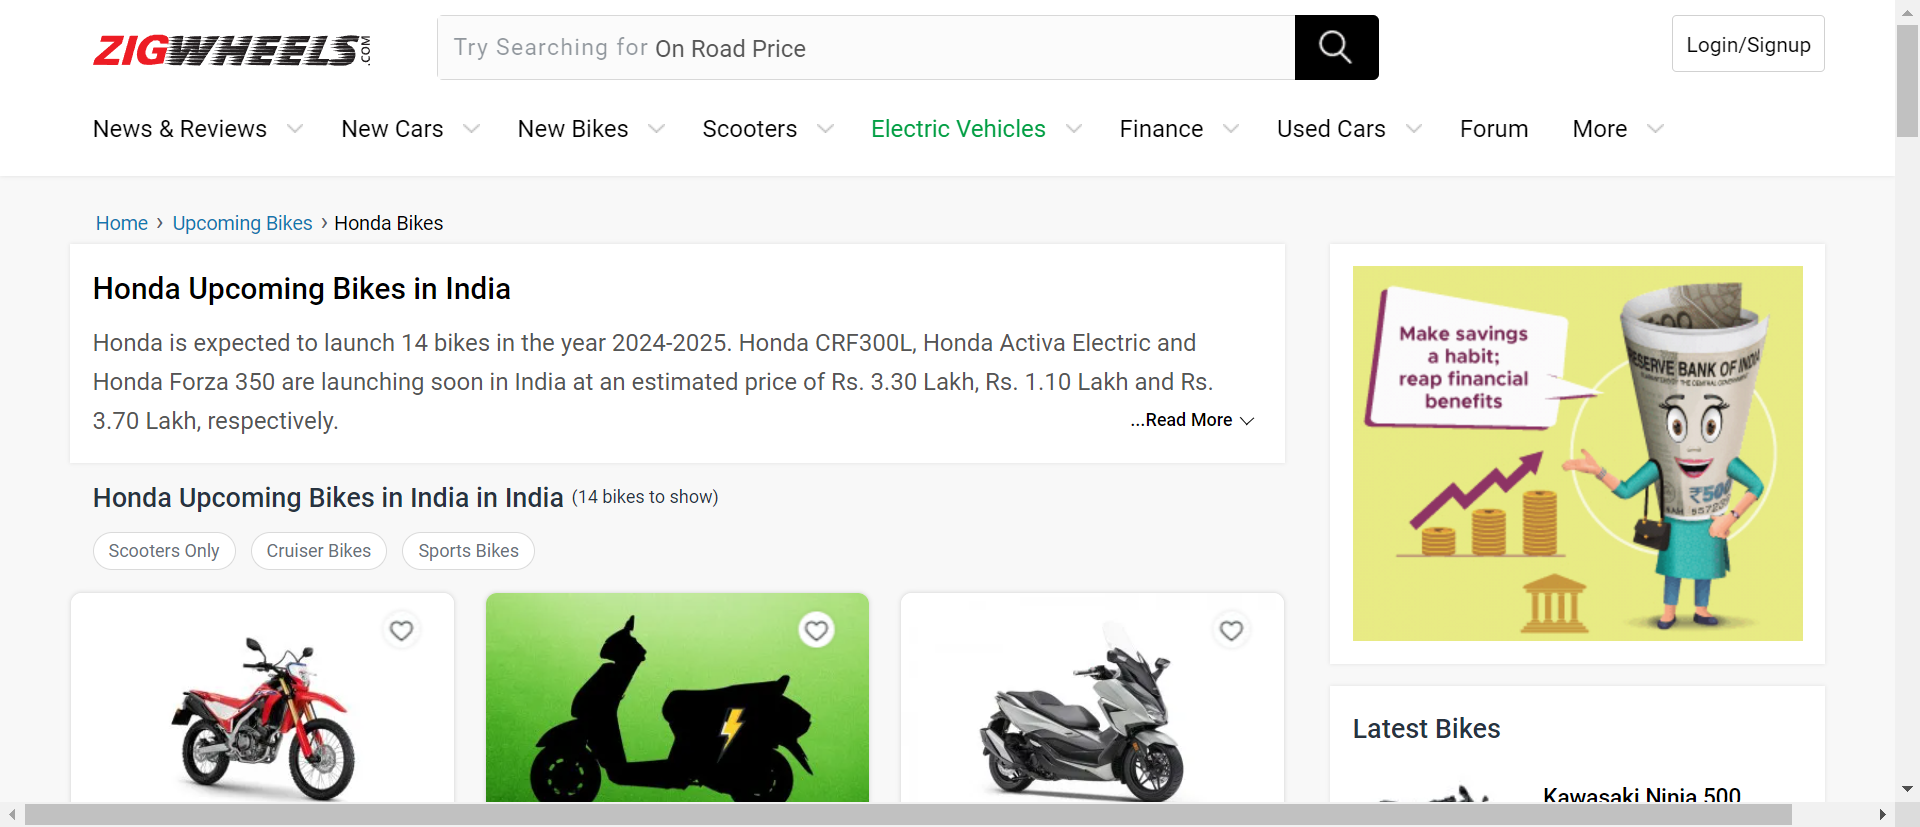 ZIGWHEELS.COM
Try Searching for On Road Price
Login/Signup
News & Reviews
New Cars
New Bikes
Scooters
Electric Vehicles
Finance
Used Cars
Forum
More
Home › Upcoming Bikes › Honda Bikes
Honda Upcoming Bikes in India
Honda is expected to launch 14 bikes in the year 2024-2025. Honda CRF300L, Honda Activa Electric and
Honda Forza 350 are launching soon in India at an estimated price of Rs. 3.30 Lakh, Rs. 1.10 Lakh and Rs.
3.70 Lakh, respectively.
...Read More
Honda Upcoming Bikes in India in India (14 bikes to show)
Scooters Only
Cruiser Bikes
Sports Bikes
Make savings
a habit;
reap financial
benefits
RESERVE BANK OF INDIA
₹500
Latest Bikes
Kawasaki Ninja 500